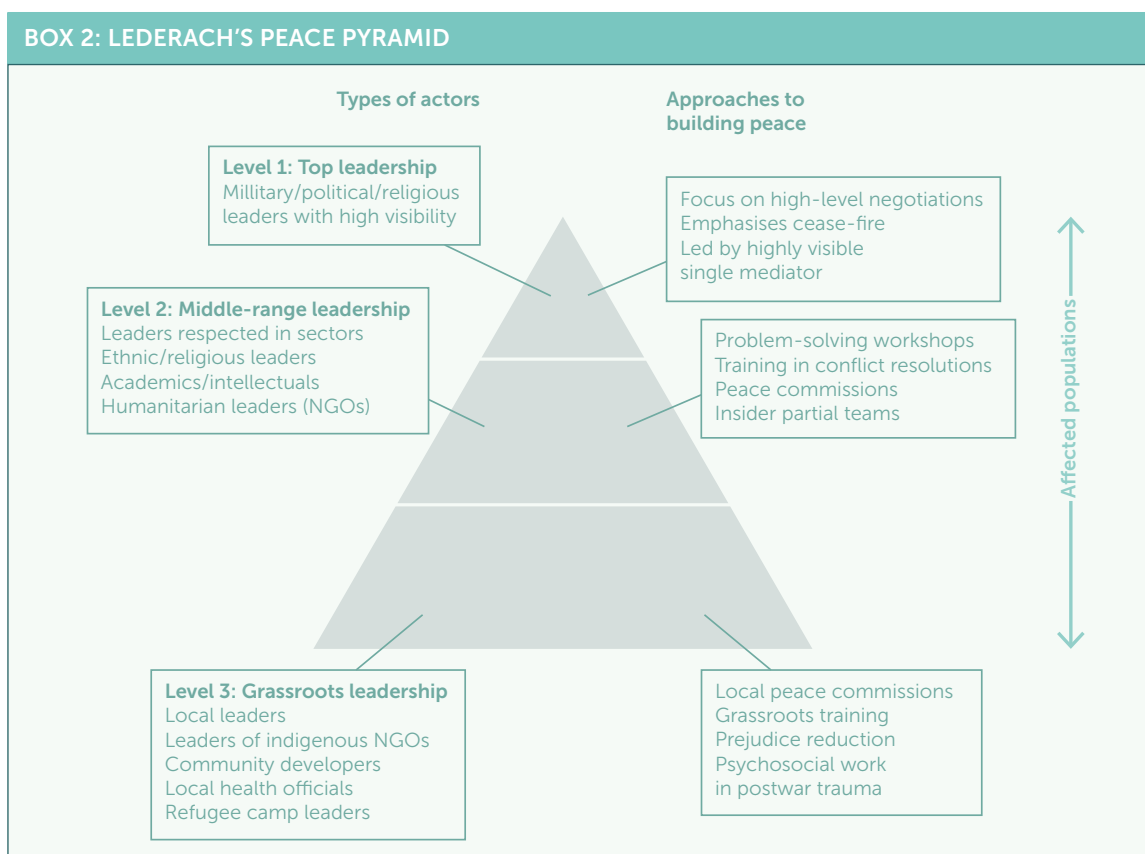 BOX 2: LEDERACH'S PEACE PYRAMID
Types of actors
Approaches to
building peace
Level 1: Top leadership
Millitary/political/religious
leaders with high visibility
Focus on high-level negotiations
Emphasises cease-fire
Led by highly visible
single mediator
Level 2: Middle-range leadership
Leaders respected in sectors
Ethnic/religious leaders
Academics/intellectuals
Humanitarian leaders (NGOs)
Problem-solving workshops
Training in conflict resolutions
Peace commissions
Insider partial teams
Affected populations
Level 3: Grassroots leadership
Local leaders
Leaders of indigenous NGOs
Community developers
Local health officials
Refugee camp leaders
Local peace commissions
Grassroots training
Prejudice reduction
Psychosocial work
in postwar trauma